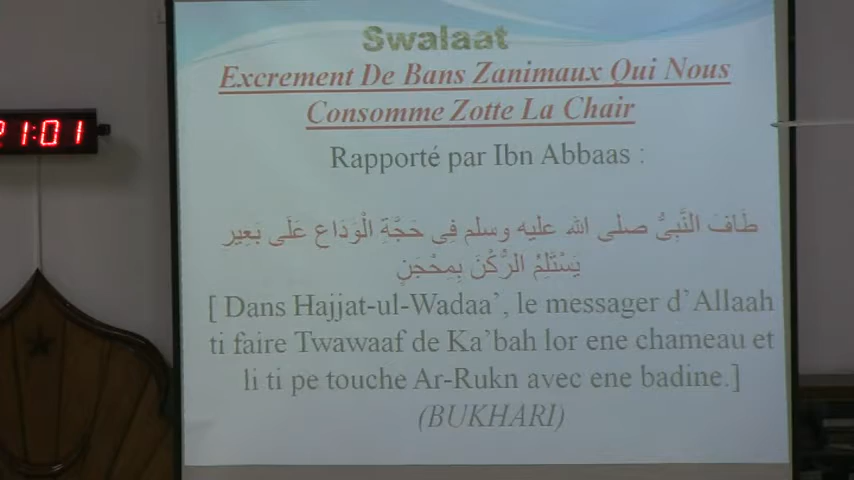 Swalaat
Excrement De Bans Zanimaux Qui Nous
Consomme Zotte La Chair
21:01
Rapporté par Ibn Abbaas :
طَافَ النَّبِيُّ صلى الله عليه وسلم فِي حَجَّةِ الْوَدَاعِ عَلَى بَعِيرٍ
يَسْتَلِمُ الرُّكْنَ بِمِحْجَنٍ
[ Dans Hajjat-ul-Wadaa’, le messager d’Allaah
ti faire Twawaaf de Ka’bah lor ene chameau et
li ti pe touche Ar-Rukn avec ene badine.]
(BUKHARI)